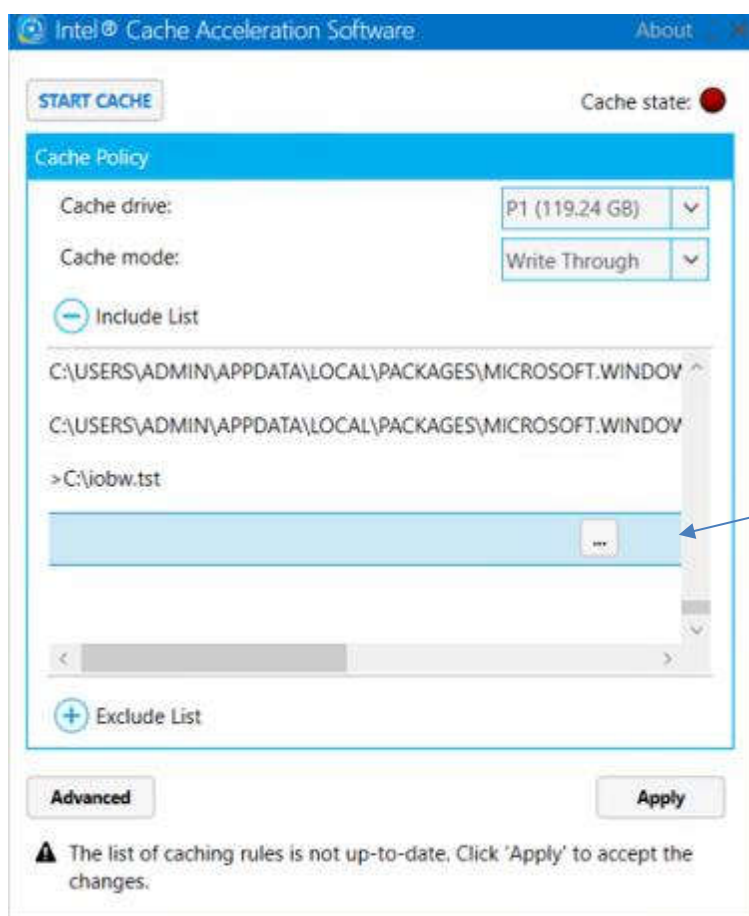 Intel® Cache Acceleration Software About
START CACHE Cache state:
Cache Policy
Cache drive: P1 (119.24 GB)
Cache mode: Write Through
Include List
C:\USERS\ADMIN\APPDATA\LOCAL\PACKAGES\MICROSOFT.WINDOW
C:\USERS\ADMIN\APPDATA\LOCAL\PACKAGES\MICROSOFT.WINDOW
>C:\iobw.tst
...
Exclude List
Advanced Apply
The list of caching rules is not up-to-date. Click 'Apply' to accept the
changes.